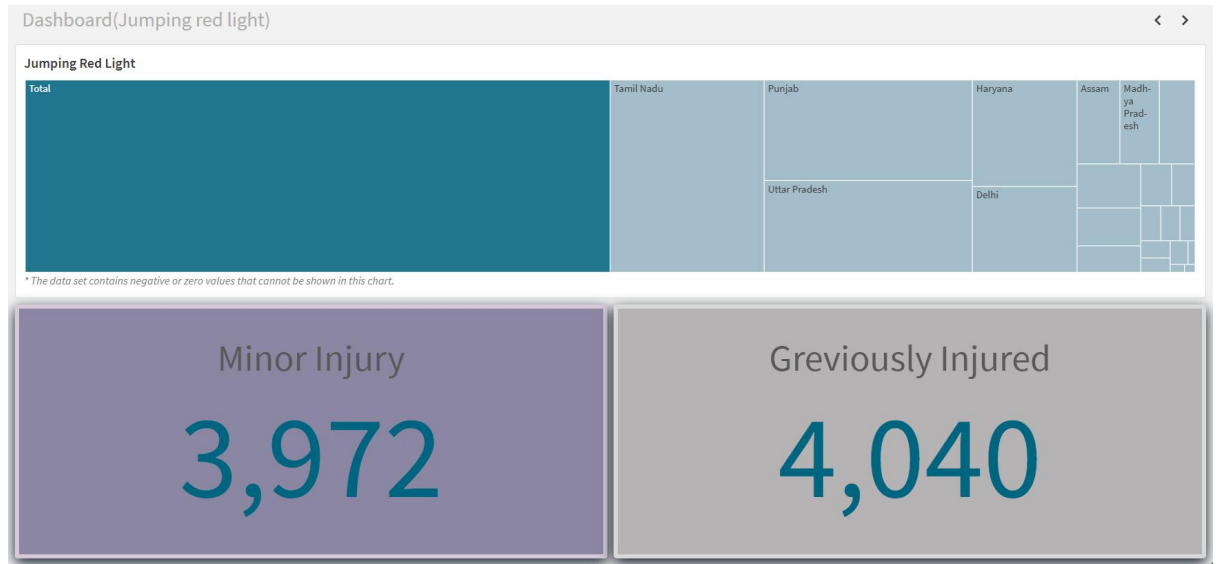 Dashboard(Jumping red light)
Jumping Red Light
Total
Tamil Nadu
Punjab
Haryana
Assam
Madh-
ya
Prad-
esh
Uttar Pradesh
Delhi
* The data set contains negative or zero values that cannot be shown in this chart.
Minor Injury
3,972
Greviously Injured
4,040